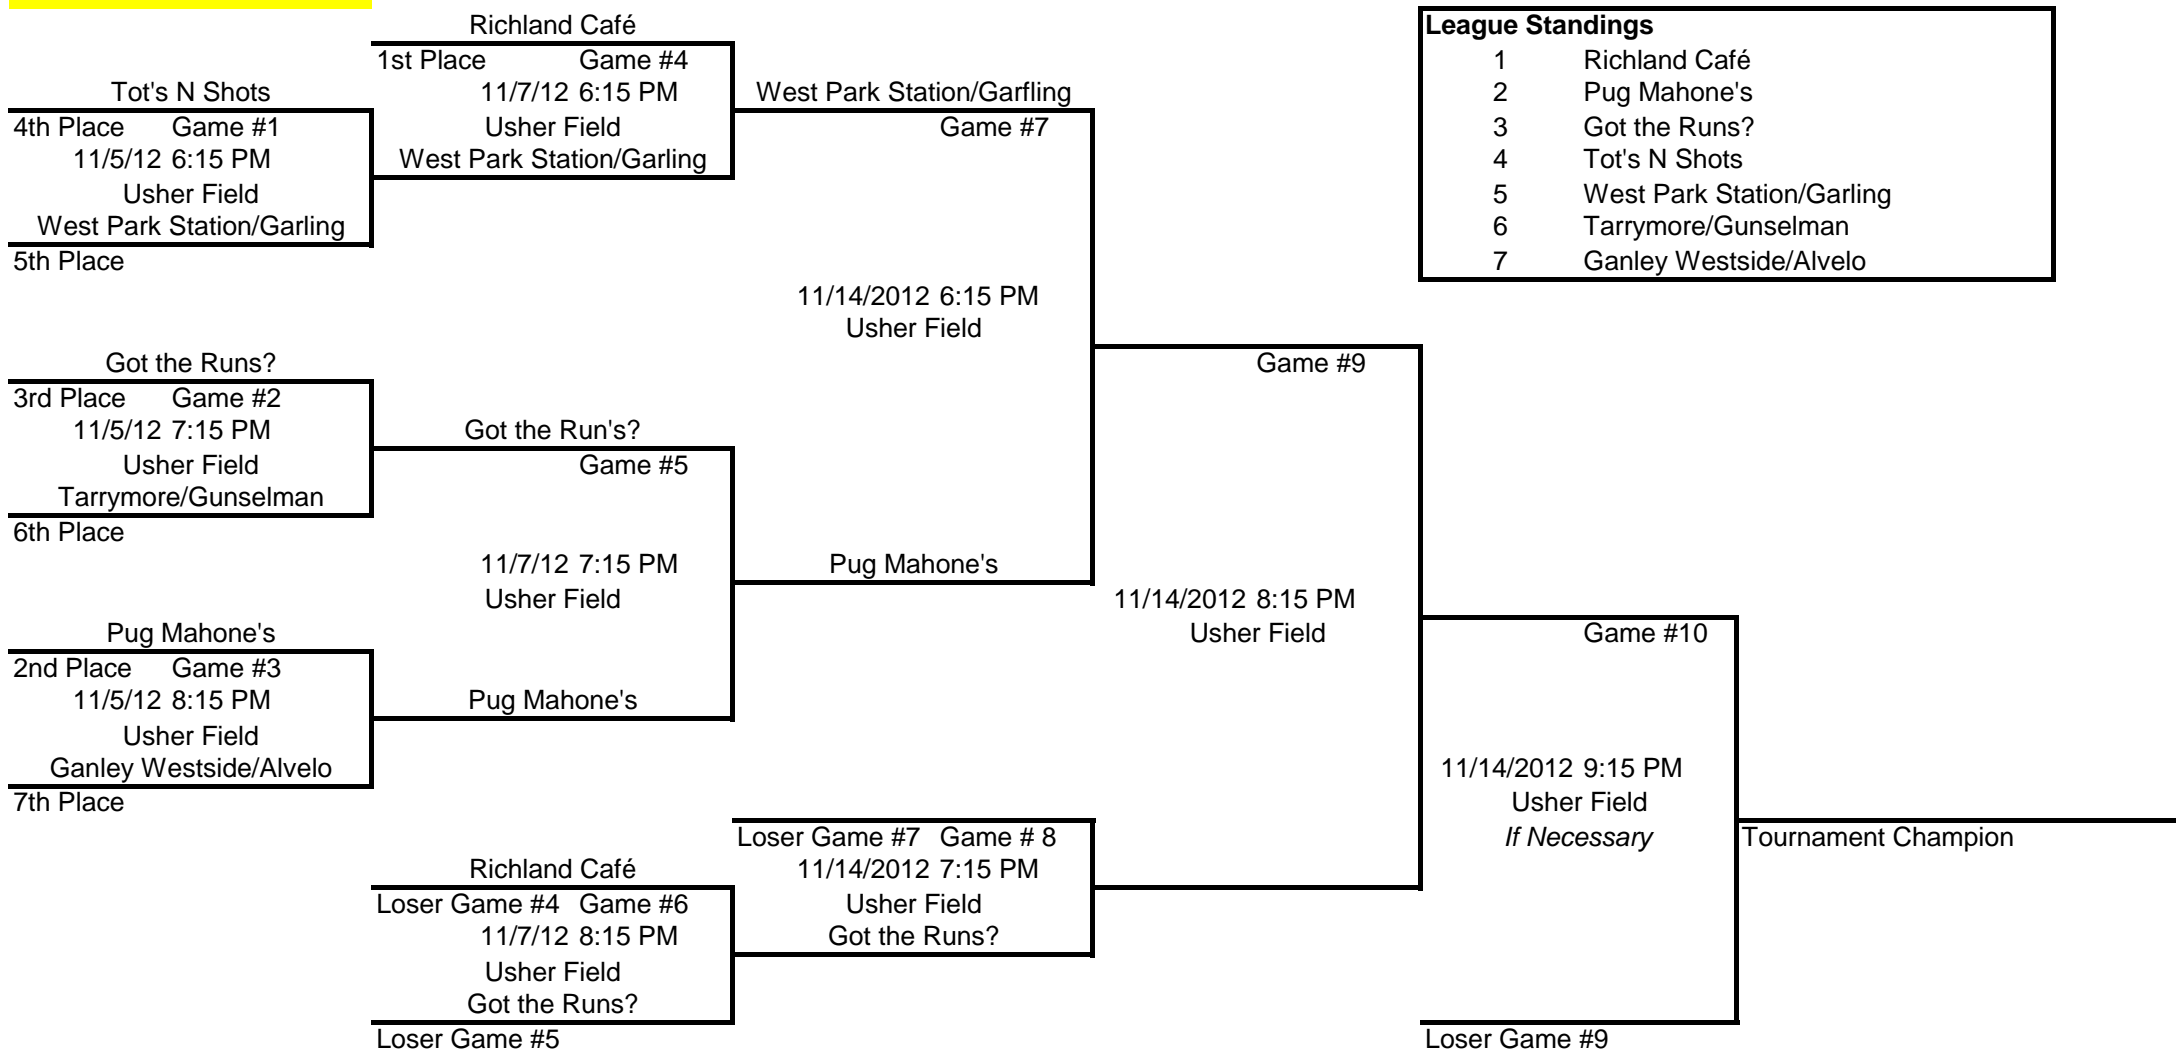 Richland Café
1st Place Game #4
11/7/12 6:15 PM
Usher Field
West Park Station/Garling
League Standings
1 Richland Café
2 Pug Mahone's
3 Got the Runs?
4 Tot's N Shots
5 West Park Station/Garling
6 Tarrymore/Gunselman
7 Ganley Westside/Alvelo
Tot's N Shots
4th Place Game #1
11/5/12 6:15 PM
Usher Field
West Park Station/Garling
5th Place
West Park Station/Garfling
Game #7
11/14/2012 6:15 PM
Usher Field
Got the Runs?
3rd Place Game #2
11/5/12 7:15 PM
Usher Field
Tarrymore/Gunselman
6th Place
Got the Run's?
Game #5
11/7/12 7:15 PM
Usher Field
Pug Mahone's
Game #9
11/14/2012 8:15 PM
Usher Field
Pug Mahone's
2nd Place Game #3
11/5/12 8:15 PM
Usher Field
Ganley Westside/Alvelo
7th Place
Pug Mahone's
Game #10
11/14/2012 9:15 PM
Usher Field
If Necessary
Tournament Champion
Loser Game #7 Game # 8
11/14/2012 7:15 PM
Usher Field
Got the Runs?
Richland Café
Loser Game #4 Game #6
11/7/12 8:15 PM
Usher Field
Got the Runs?
Loser Game #5
Loser Game #9